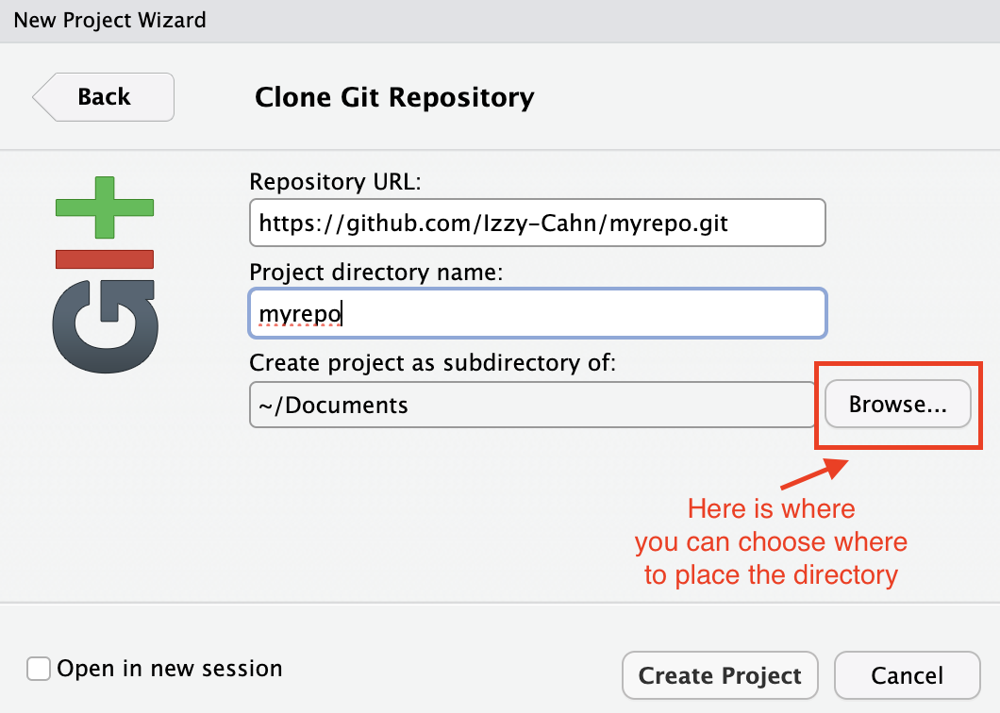 New Project Wizard
Back
Clone Git Repository
GIT
Repository URL:
https://github.com/Izzy-Cahn/myrepo.git
Project directory name:
myrepo
Create project as subdirectory of:
~/Documents
Browse...
Here is where
you can choose where
to place the directory
Open in new session
Create Project
Cancel